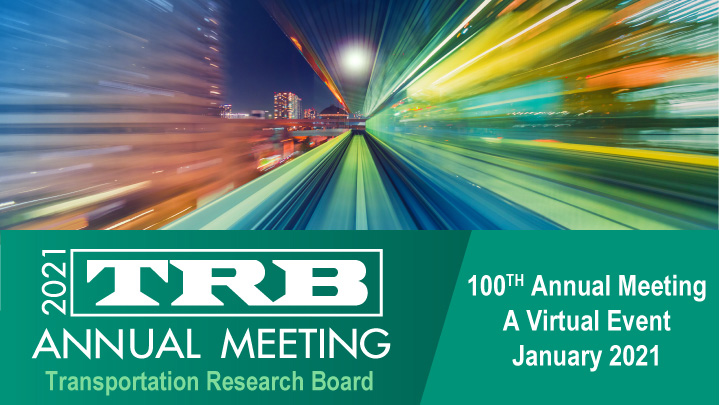 2021
TRB
ANNUAL MEETING
Transportation Research Board
100TH Annual Meeting
A Virtual Event
January 2021